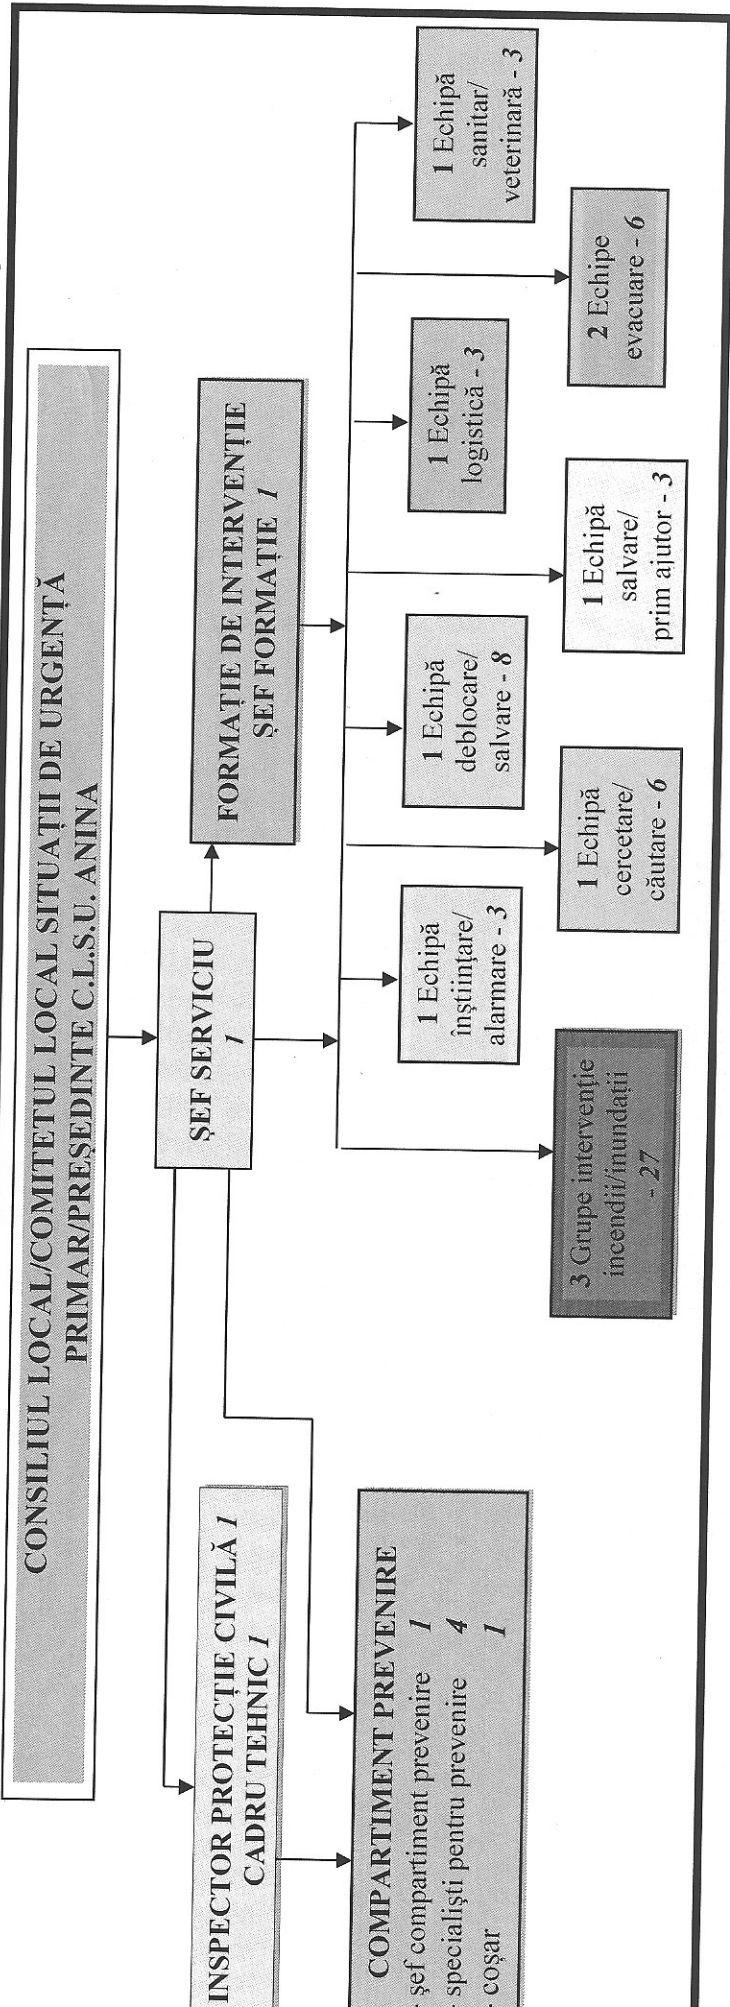 CONSILIUL LOCAL/COMITETUL LOCAL SITUAȚII DE URGENȚĂ
PRIMAR/PREȘEDINTE C.L.S.U. ANINA
ȘEF SERVICIU
1
INSPECTOR PROTECȚIE CIVILĂ 1
CADRU TEHNIC 1
FORMAȚIE DE INTERVENȚIE
ȘEF FORMAȚIE 1
COMPARTIMENT PREVENIRE
- șef compartiment prevenire 1
- specialiști pentru prevenire 4
- coșar 1
1 Echipă
înștiințare/
alarmare - 3
1 Echipă
deblocare/
salvare - 8
1 Echipă
logistică - 3
1 Echipă
sanitar/
veterinară - 3
3 Grupe intervenție
incendii/inundații
- 27
1 Echipă
cercetare/
căutare - 6
1 Echipă
salvare/
prim ajutor - 3
2 Echipe
evacuare - 6